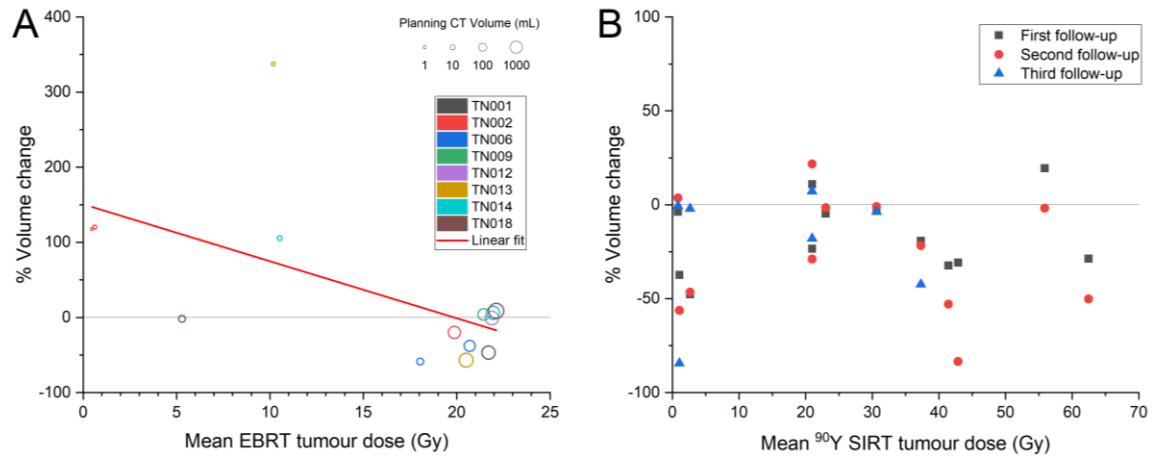 A
400
300
200
100
0
-100
% Volume change
0
5
10
15
20
25
Mean EBRT tumour dose (Gy)
Planning CT Volume (mL)
1 10 100 1000
TN001
TN002
TN006
TN009
TN012
TN013
TN014
TN018
Linear fit
B
100
50
0
-50
-100
% Volume change
0 10 20 30 40 50 60 70
Mean ⁹⁰Y SIRT tumour dose (Gy)
First follow-up
Second follow-up
Third follow-up